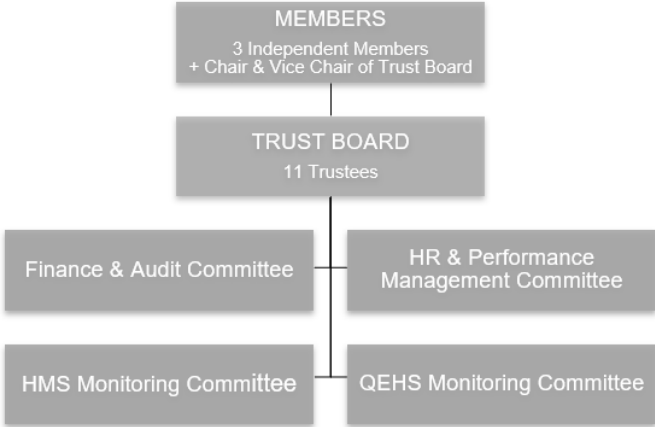 MEMBERS
3 Independent Members
+ Chair & Vice Chair of Trust Board
TRUST BOARD
11 Trustees
Finance & Audit Committee
HR & Performance
Management Committee
HMS Monitoring Committee
QEHS Monitoring Committee